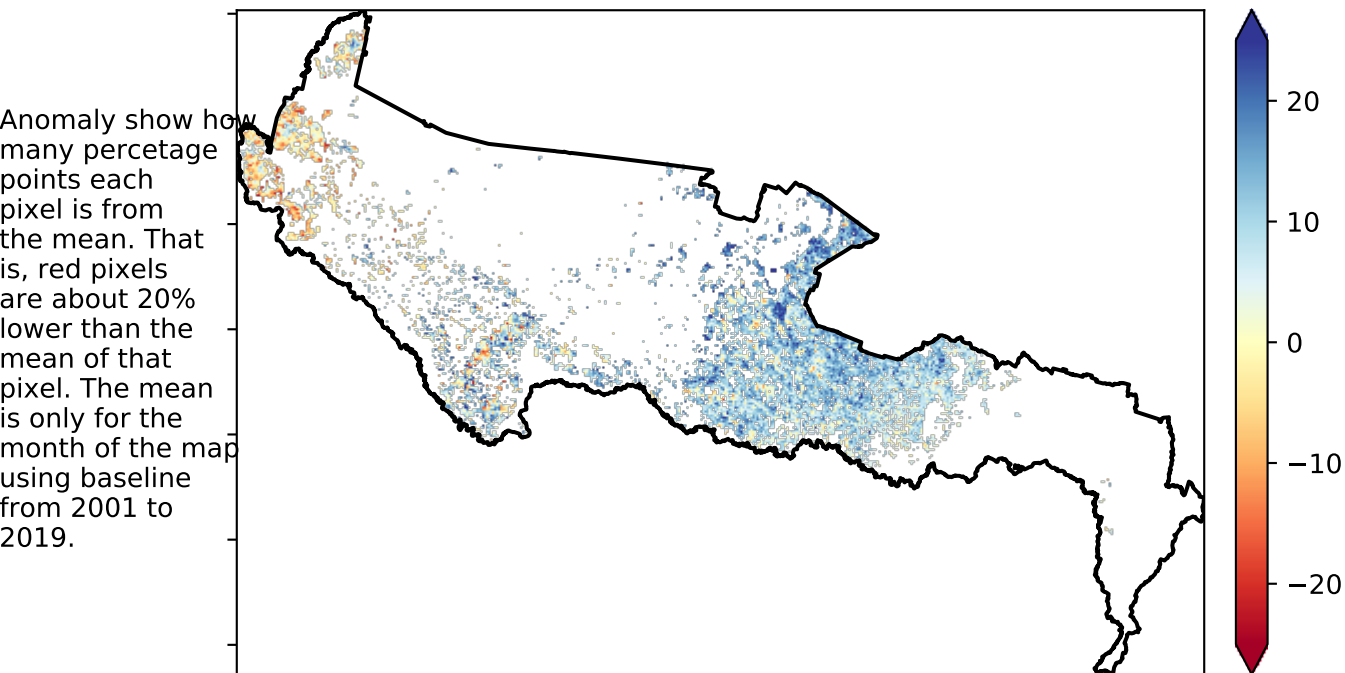 Anomaly show how
many percetage
points each
pixel is from
the mean. That
is, red pixels
are about 20%
lower than the
mean of that
pixel. The mean
is only for the
month of the map
using baseline
from 2001 to
2019.
20
10
0
−10
−20